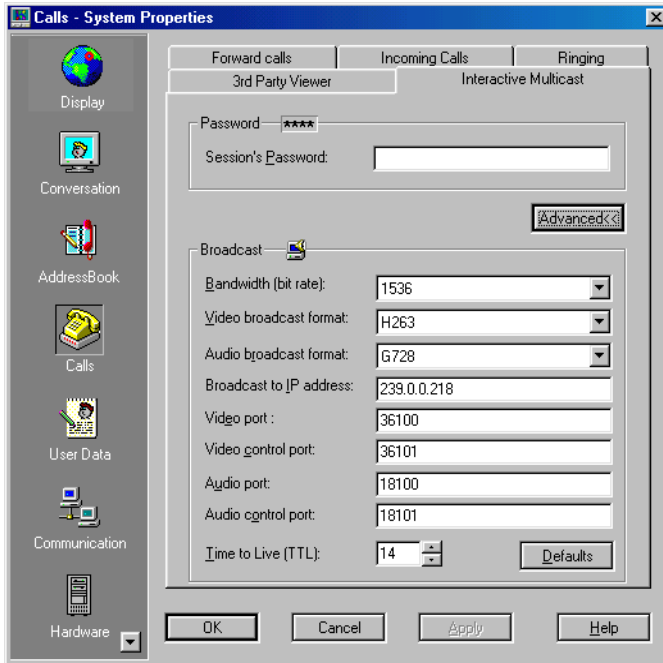 Calls - System Properties
Display
Conversation
AddressBook
Calls
User Data
Communication
Hardware
Forward calls
Incoming Calls
Ringing
3rd Party Viewer
Interactive Multicast
Password ****
Session's Password:
Advanced<<
Broadcast
Bandwidth (bit rate): 1536
Video broadcast format: H263
Audio broadcast format: G728
Broadcast to IP address: 239.0.0.218
Video port : 36100
Video control port: 36101
Audio port: 18100
Audio control port: 18101
Time to Live (TTL): 14
Defaults
OK
Cancel
Apply
Help